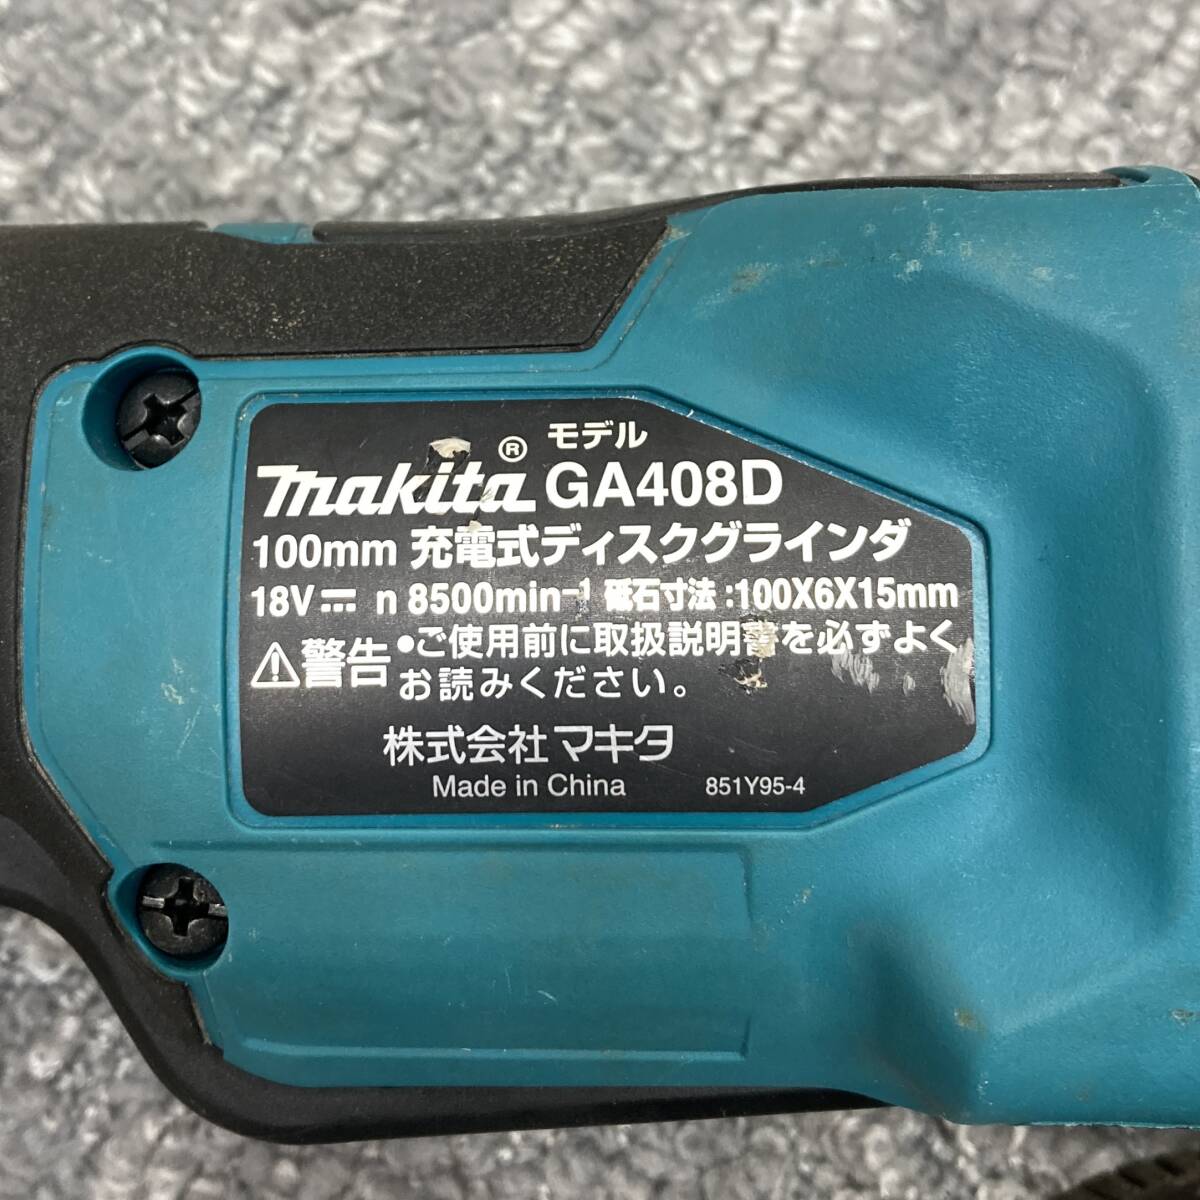 モデル
makita® GA408D
100mm 充電式ディスクグラインダ
18V⎓ n 8500min⁻¹ 砥石寸法:100X6X15mm
⚠警告 •ご使用前に取扱説明書を必ずよく
お読みください。
株式会社マキタ
Made in China 851Y95-4